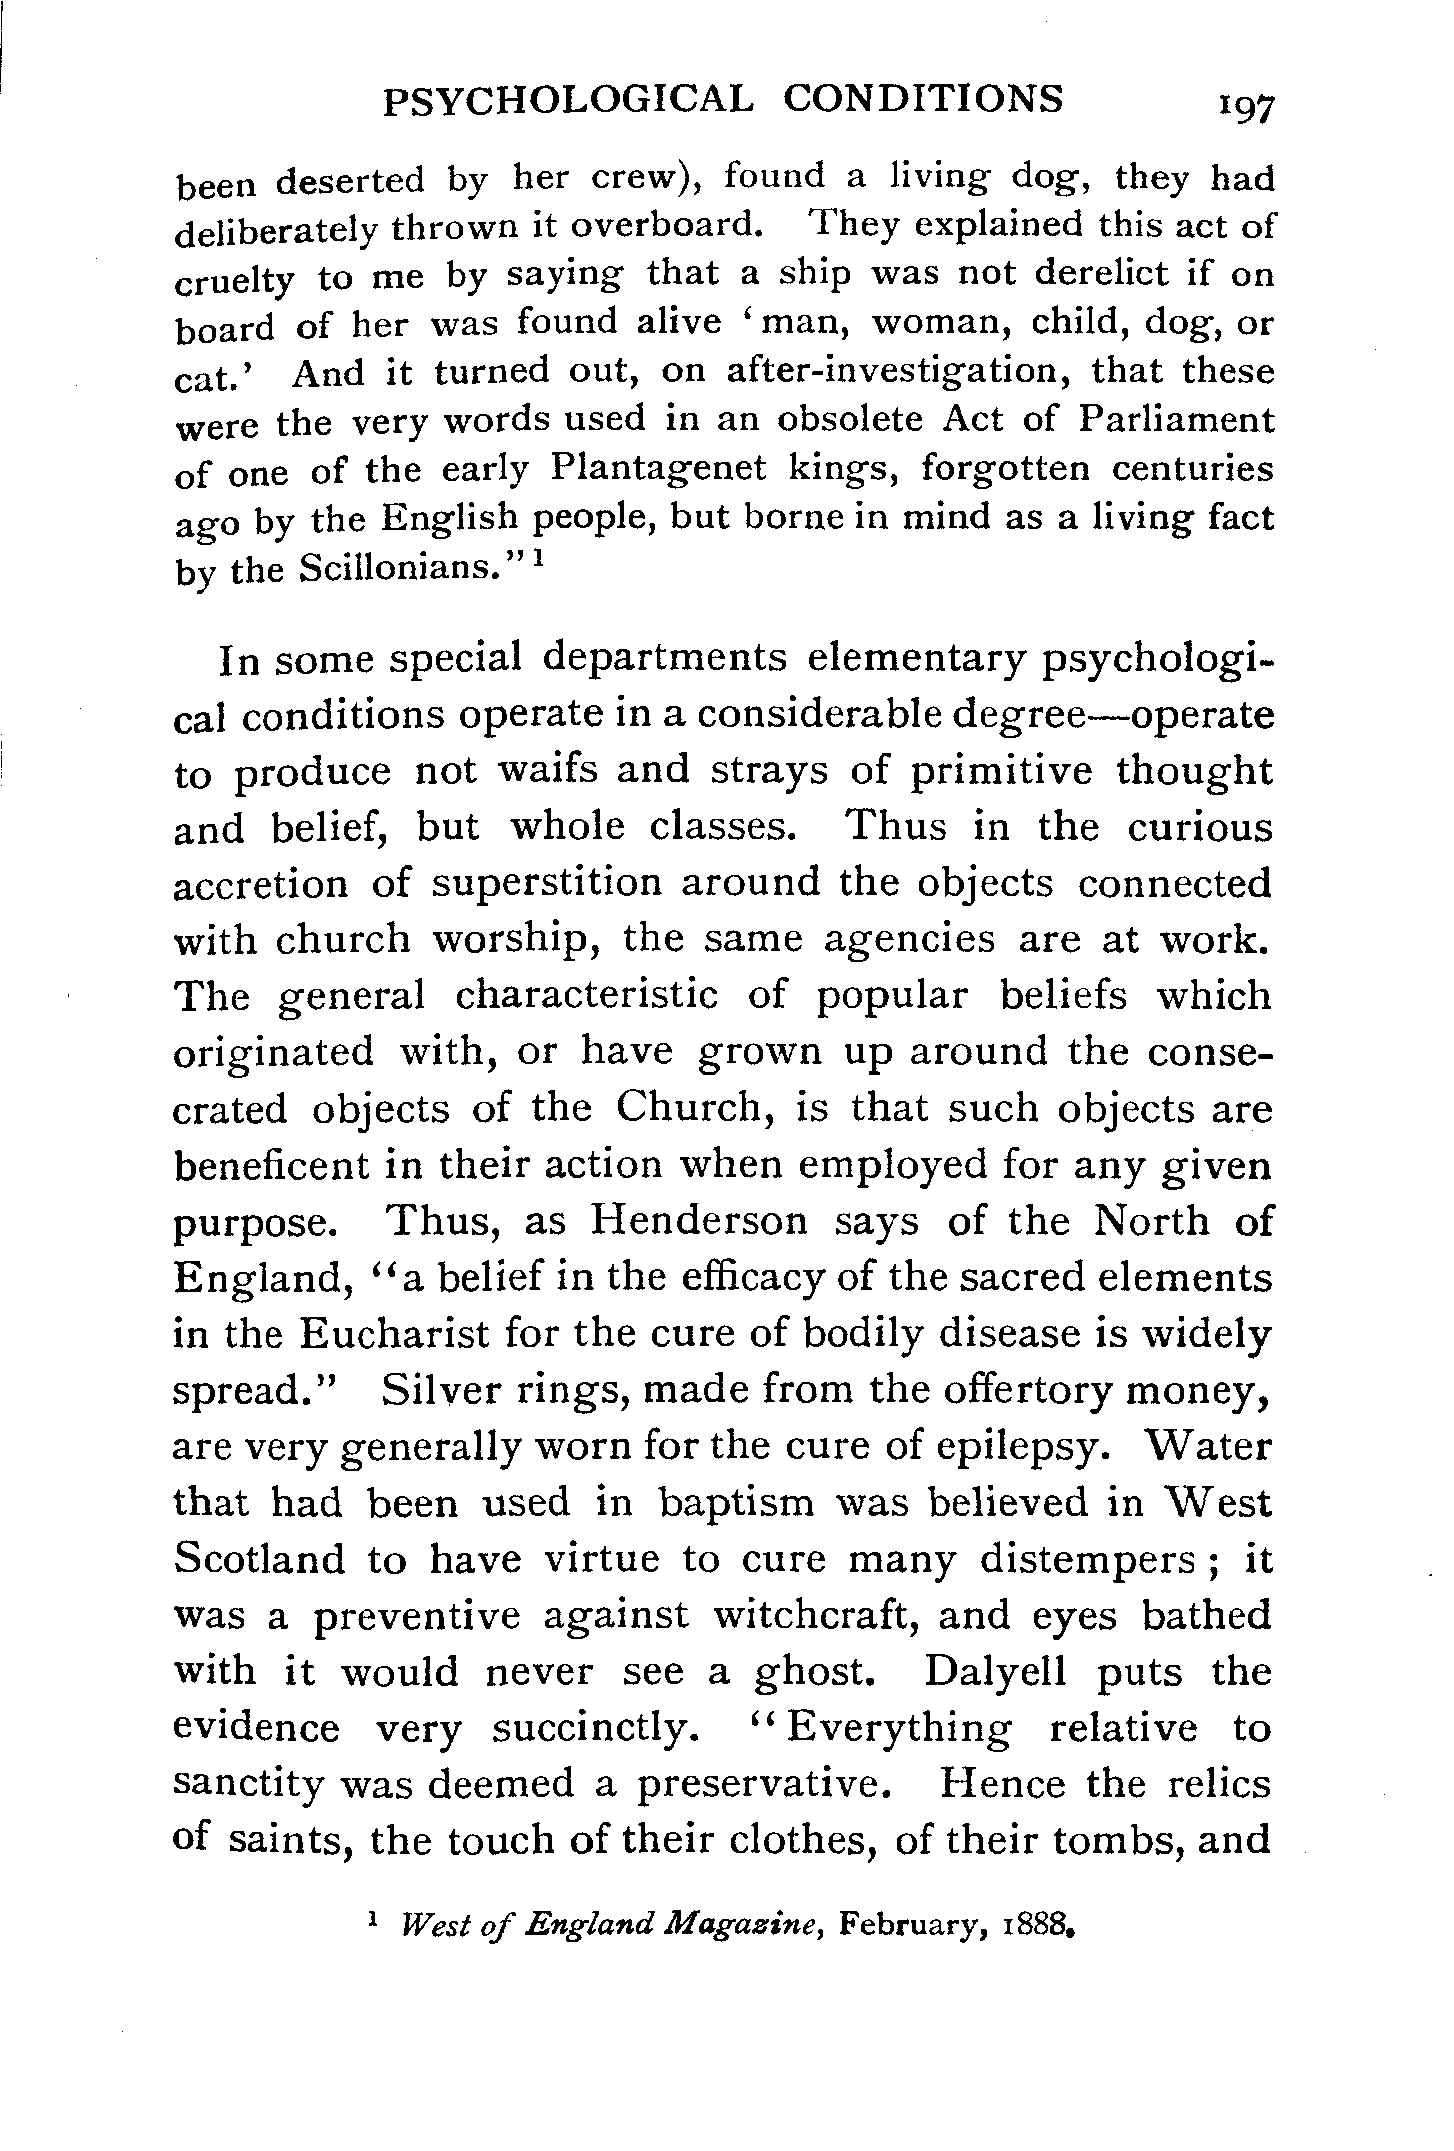 PSYCHOLOGICAL CONDITIONS 197
been deserted by her crew), found a living dog, they had
deliberately thrown it overboard. They explained this act of
cruelty to me by saying that a ship was not derelict if on
board of her was found alive ‘man, woman, child, dog, or
cat.’ And it turned out, on after-investigation, that these
were the very words used in an obsolete Act of Parliament
of one of the early Plantagenet kings, forgotten centuries
ago by the English people, but borne in mind as a living fact
by the Scillonians.” 1
In some special departments elementary psychologi-
cal conditions operate in a considerable degree—operate
to produce not waifs and strays of primitive thought
and belief, but whole classes. Thus in the curious
accretion of superstition around the objects connected
with church worship, the same agencies are at work.
The general characteristic of popular beliefs which
originated with, or have grown up around the conse-
crated objects of the Church, is that such objects are
beneficent in their action when employed for any given
purpose. Thus, as Henderson says of the North of
England, “a belief in the efficacy of the sacred elements
in the Eucharist for the cure of bodily disease is widely
spread.” Silver rings, made from the offertory money,
are very generally worn for the cure of epilepsy. Water
that had been used in baptism was believed in West
Scotland to have virtue to cure many distempers ; it
was a preventive against witchcraft, and eyes bathed
with it would never see a ghost. Dalyell puts the
evidence very succinctly. “Everything relative to
sanctity was deemed a preservative. Hence the relics
of saints, the touch of their clothes, of their tombs, and
1 West of England Magazine, February, 1888.